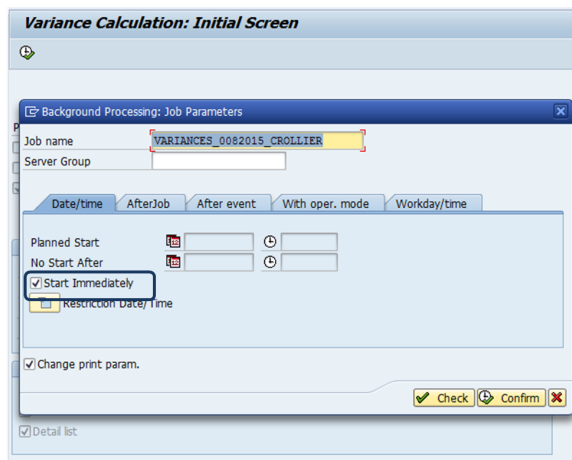 Variance Calculation: Initial Screen
Background Processing: Job Parameters
Job name VARIANCES_0082015_CROLLIER
Server Group
Date/time AfterJob After event With oper. mode Workday/time
Planned Start
No Start After
Start Immediately
Restriction Date/Time
Change print param.
Check Confirm
Detail list